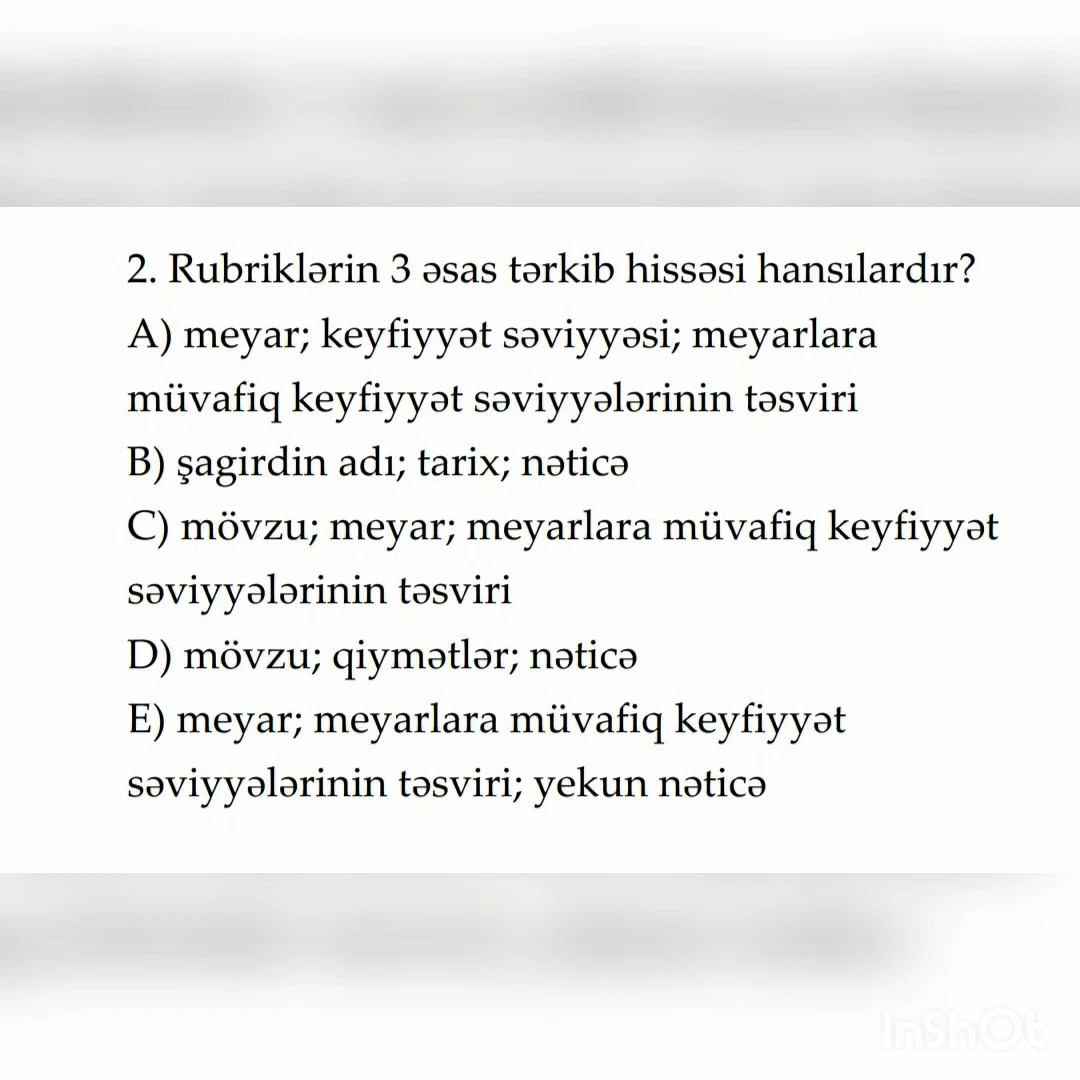 2. Rubriklərin 3 əsas tərkib hissəsi hansılardır?
A) meyar; keyfiyyət səviyyəsi; meyarlara
müvafiq keyfiyyət səviyyələrinin təsviri
B) şagirdin adı; tarix; nəticə
C) mövzu; meyar; meyarlara müvafiq keyfiyyət
səviyyələrinin təsviri
D) mövzu; qiymətlər; nəticə
E) meyar; meyarlara müvafiq keyfiyyət
səviyyələrinin təsviri; yekun nəticə
InShOt